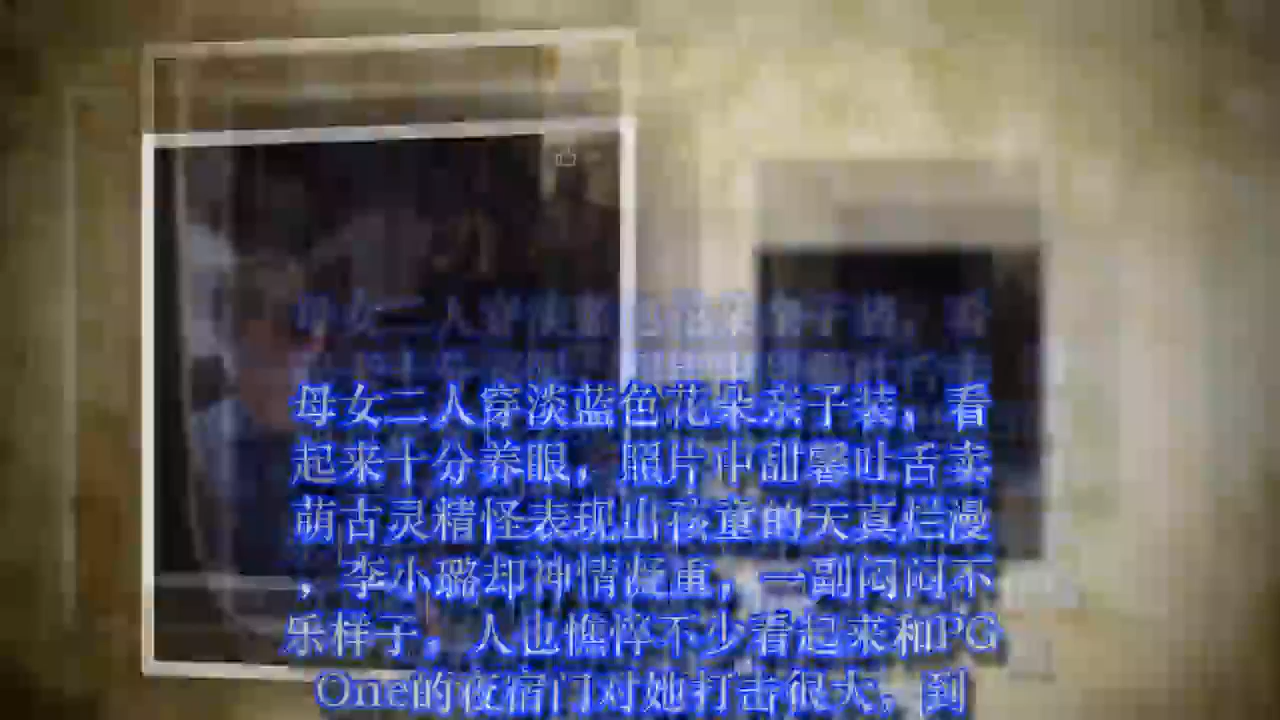 母女二人穿淡蓝色花朵亲子装，看
起来十分养眼，照片中甜馨吐舌卖
萌古灵精怪表现出孩童的天真烂漫
，李小璐却神情凝重，一副闷闷不
乐样子，人也憔悴不少看起来和PG
One的夜宿门对她打击很大，到